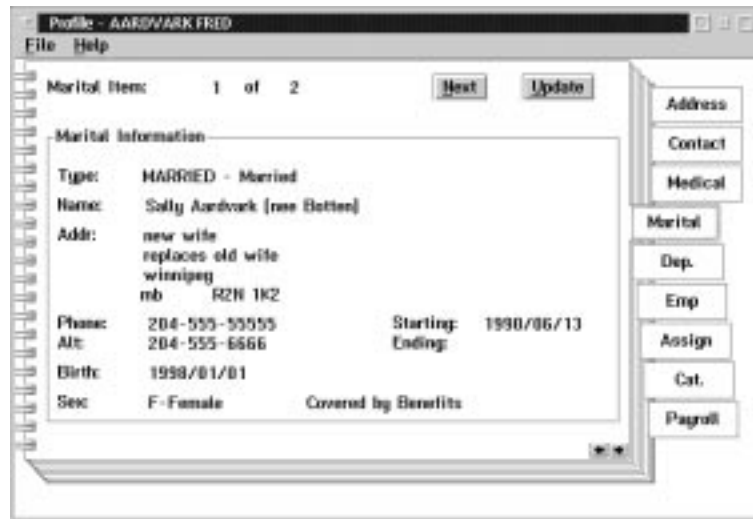 Profile - AARDVARK FRED
File Help
Marital Item: 1 of 2 Next Update
Marital Information
Type: MARRIED - Married
Name: Sally Aardvark (nee Botten)
Addr: new wife
replaces old wife
winnipeg
mb R2N 1K2
Phone: 204-555-55555 Starting: 1990/06/13
Alt: 204-555-6666 Ending:
Birth: 1998/01/01
Sex: F-Female Covered by Benefits
Address
Contact
Medical
Marital
Dep.
Emp
Assign
Cat.
Payroll